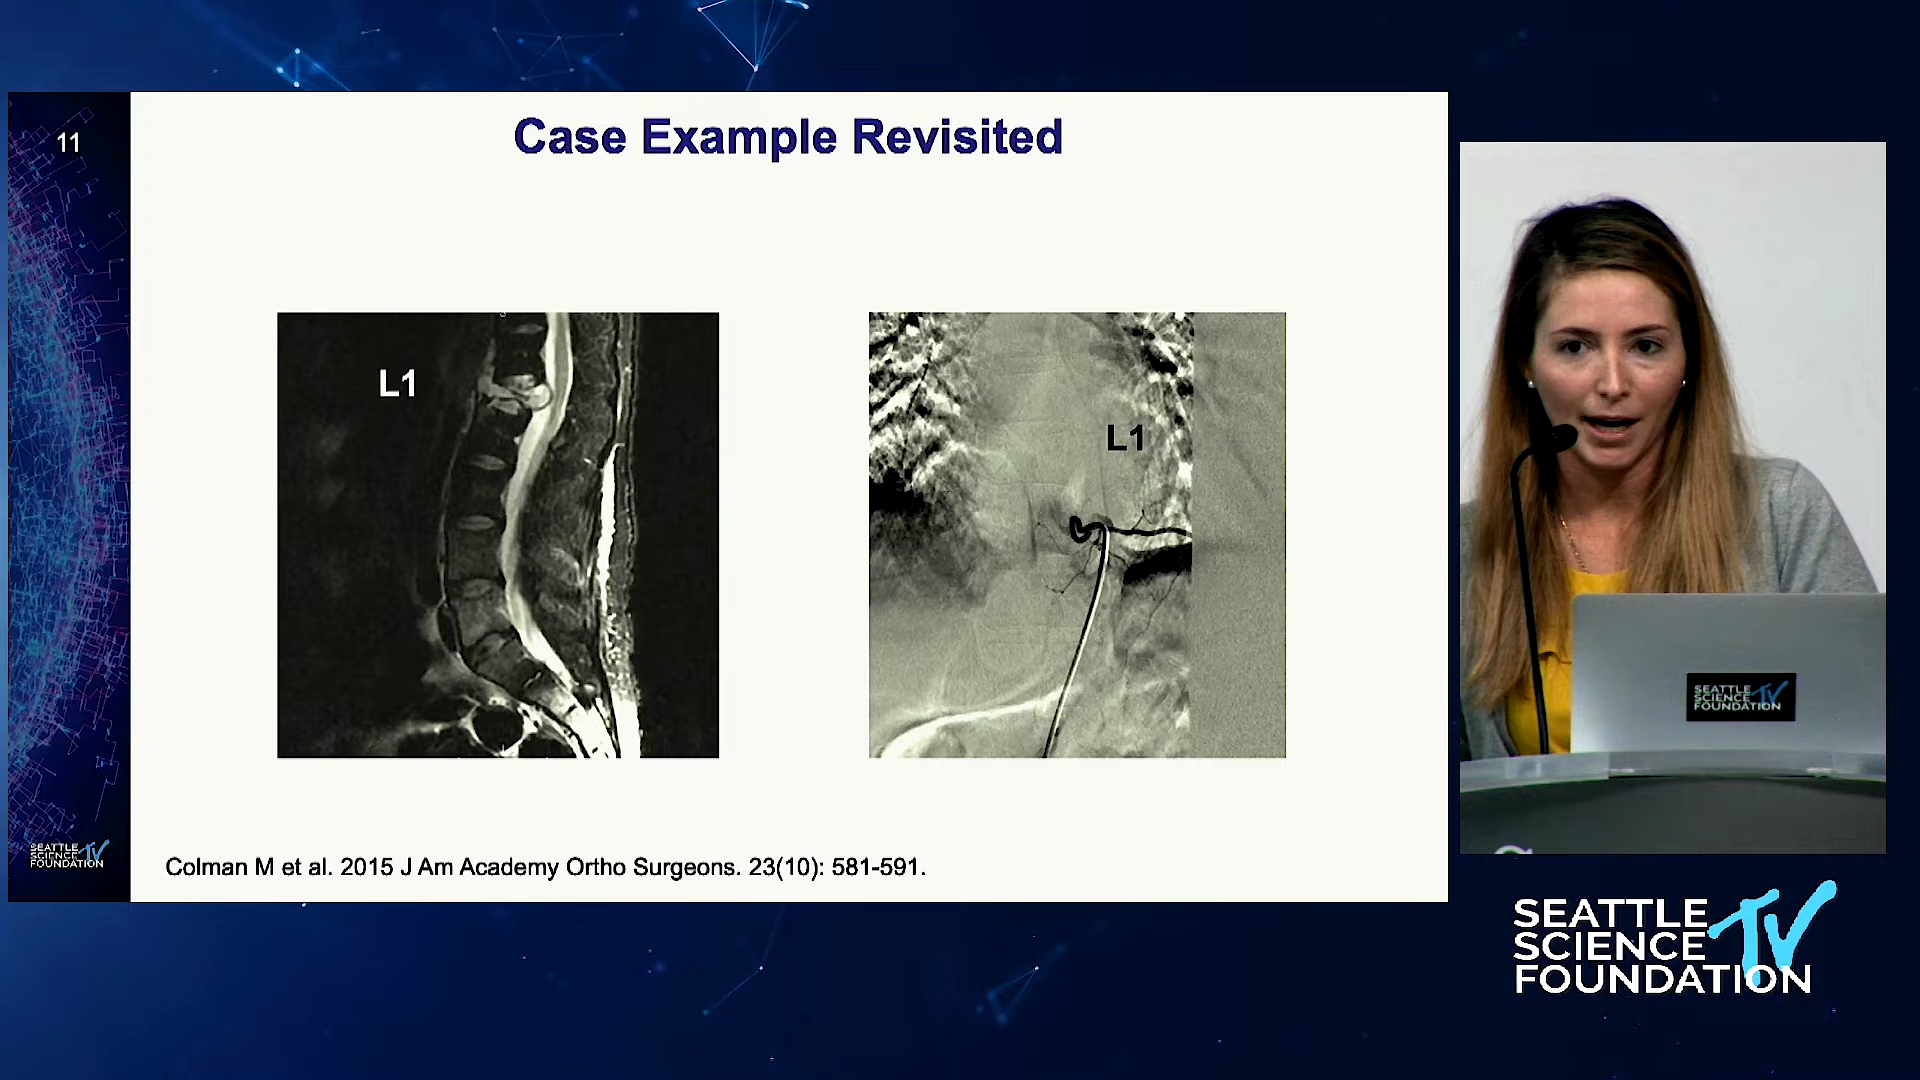 11
Case Example Revisited
L1
L1
Colman M et al. 2015 J Am Academy Ortho Surgeons. 23(10): 581-591.
SEATTLE
SCIENCE
FOUNDATION
TV
SEATTLE
SCIENCE
FOUNDATION
TV
SEATTLE
SCIENCE
FOUNDATION
TV